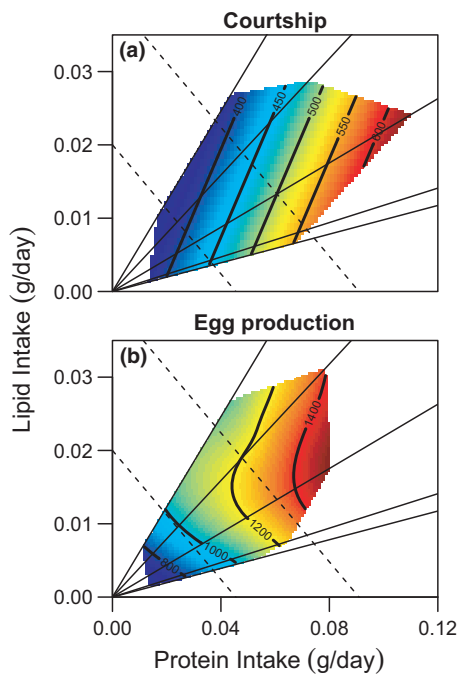 Courtship
(a)
0.03
0.02
0.01
0.00
400
450
500
550
600
Egg production
(b)
0.03
0.02
0.01
0.00
800
1000
1200
1400
0.00 0.04 0.08 0.12
Protein Intake (g/day)
Lipid Intake (g/day)